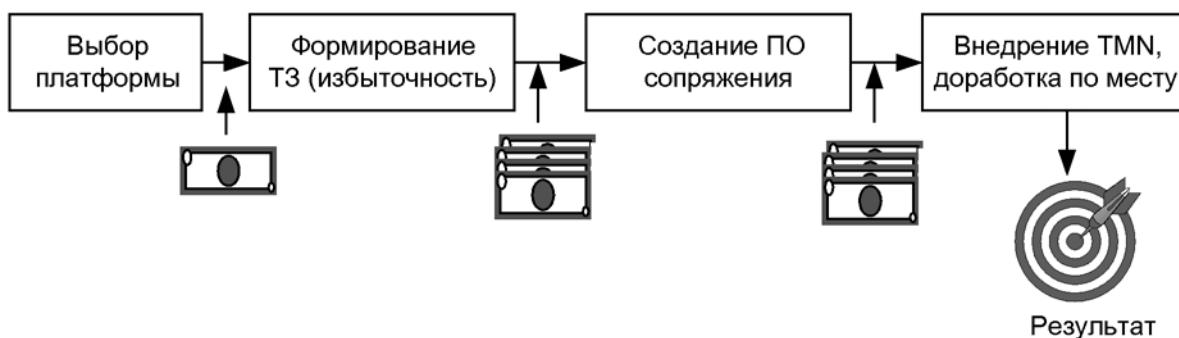 Выбор
платформы
Формирование
ТЗ (избыточность)
Создание ПО
сопряжения
Внедрение TMN,
доработка по месту
Результат